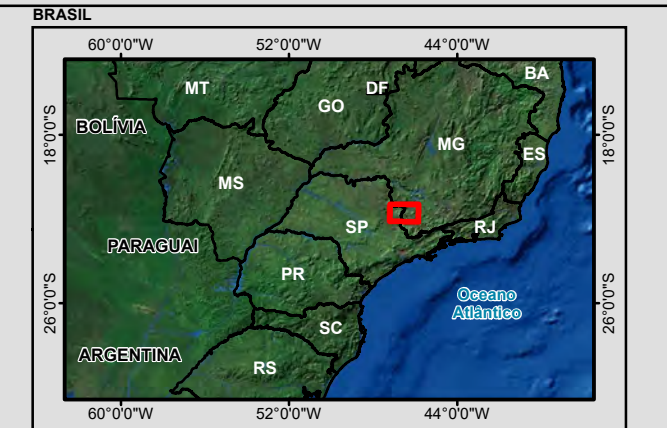 BRASIL
60°0'0"W 52°0'0"W 44°0'0"W
BA
MT
DF
GO
18°0'0"S
BOLÍVIA
18°0'0"S
MG
ES
MS
SP
RJ
PARAGUAI
PR
26°0'0"S
Oceano
Atlântico
26°0'0"S
SC
ARGENTINA
RS
60°0'0"W 52°0'0"W 44°0'0"W